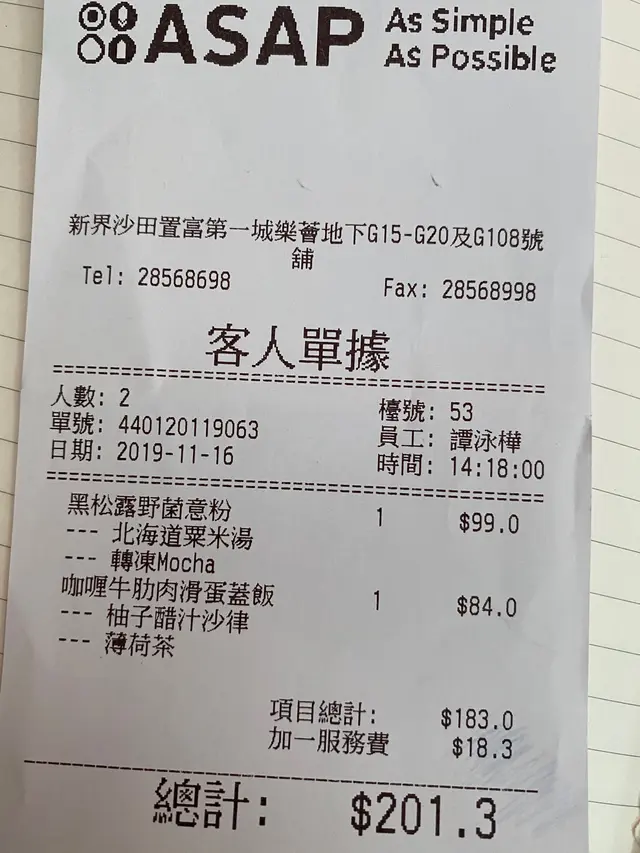 ASAP As Simple
As Possible
新界沙田置富第一城樂薈地下G15-G20及G108號
舖
Tel: 28568698 Fax: 28568998
客人單據
人數: 2 檯號: 53
單號: 440120119063 員工: 譚泳樺
日期: 2019-11-16 時間: 14:18:00
黑松露野菌意粉 1 $99.0
--- 北海道粟米湯
--- 轉凍Mocha
咖喱牛肋肉滑蛋蓋飯 1 $84.0
--- 柚子醋汁沙律
--- 薄荷茶
項目總計: $183.0
加一服務費 $18.3
總計: $201.3